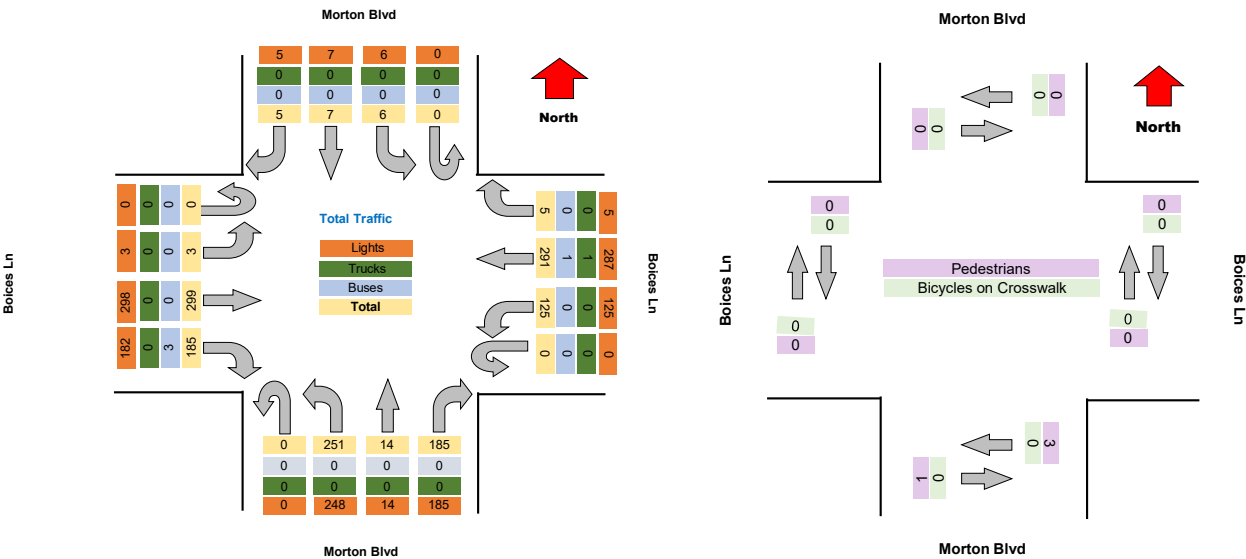 Morton Blvd
5 7 6 0
0 0 0 0
0 0 0 0
5 7 6 0
North
Boices Ln
0 0 0 0
3 0 0 3
298 0 0 299
182 0 3 185
Total Traffic
Lights
Trucks
Buses
Total
5 0 0 5
291 1 1 287
125 0 0 125
0 0 0 0
Boices Ln
0 251 14 185
0 0 0 0
0 0 0 0
0 248 14 185
Morton Blvd
Morton Blvd
0 0
0 0
North
Boices Ln
0
0
0
0
Pedestrians
Bicycles on Crosswalk
0
0
0
0
Boices Ln
0 3
1 0
Morton Blvd